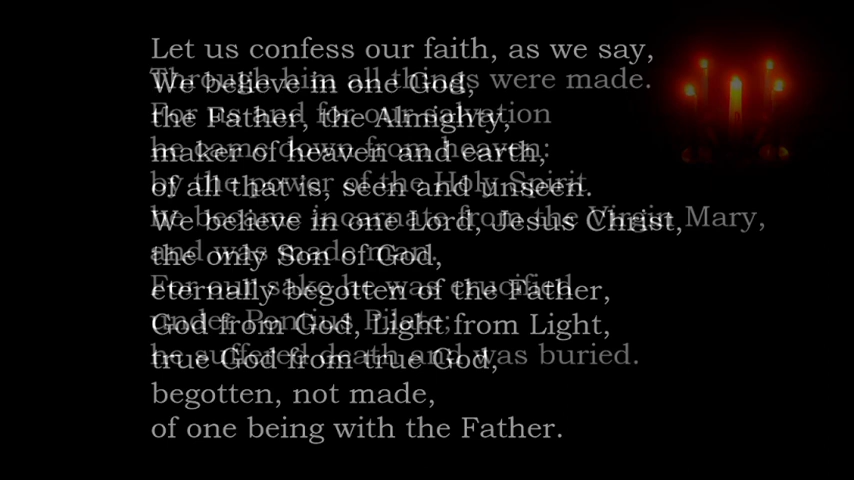 Let us confess our faith, as we say,
We believe in one God,
the Father, the Almighty,
maker of heaven and earth,
of all that is, seen and unseen.
We believe in one Lord, Jesus Christ,
the only Son of God,
eternally begotten of the Father,
God from God, Light from Light,
true God from true God,
begotten, not made,
of one being with the Father.
Through him all things were made.
For us and for our salvation
he came down from heaven:
by the power of the Holy Spirit
he became incarnate from the Virgin Mary,
and was made man.
For our sake he was crucified
under Pontius Pilate;
he suffered death and was buried.